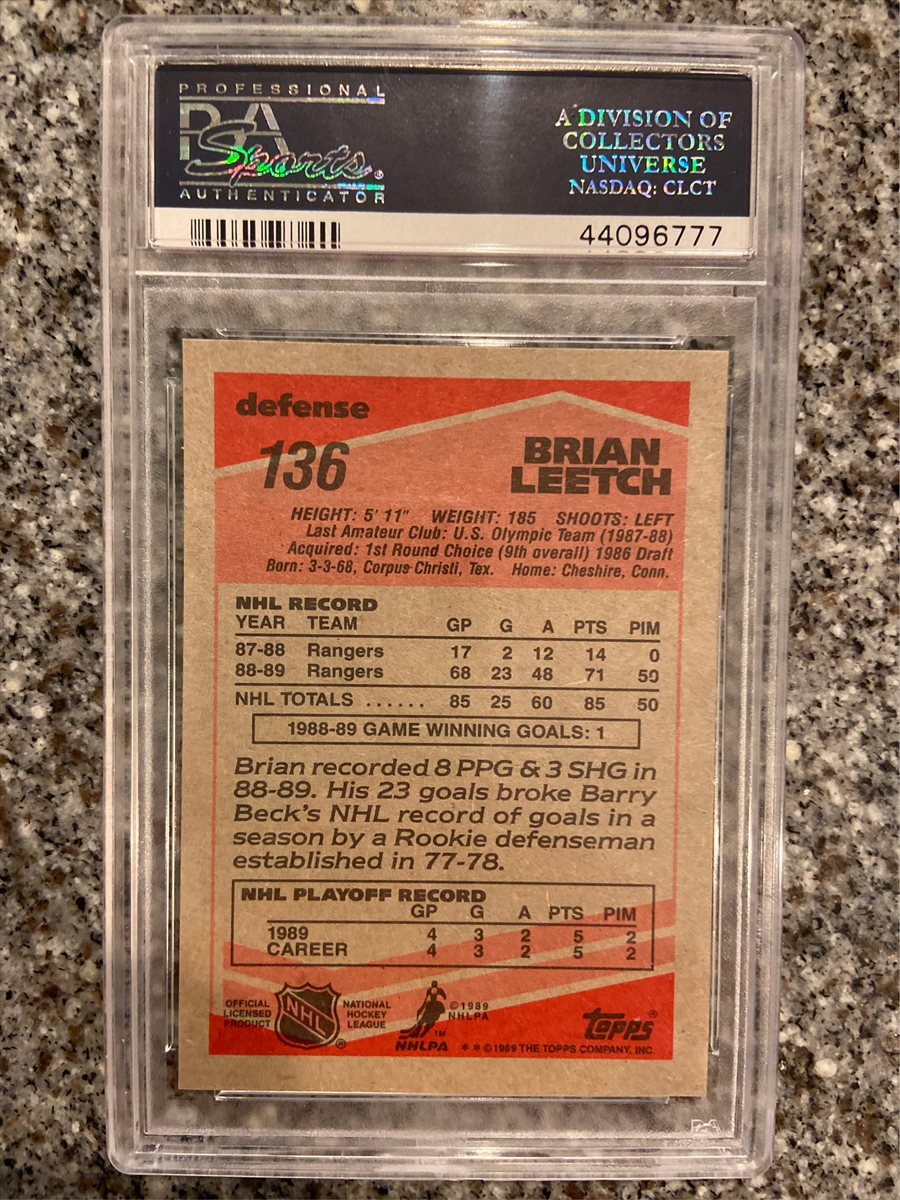 PROFESSIONAL
PSA
Sports®
AUTHENTICATOR
A DIVISION OF
COLLECTORS
UNIVERSE
NASDAQ: CLCT
44096777
defense
136
BRIAN
LEETCH
HEIGHT: 5' 11" WEIGHT: 185 SHOOTS: LEFT
Last Amateur Club: U.S. Olympic Team (1987-88)
Acquired: 1st Round Choice (9th overall) 1986 Draft
Born: 3-3-68, Corpus Christi, Tex. Home: Cheshire, Conn.
NHL RECORD
YEAR TEAM GP G A PTS PIM
87-88 Rangers 17 2 12 14 0
88-89 Rangers 68 23 48 71 50
NHL TOTALS ...... 85 25 60 85 50
1988-89 GAME WINNING GOALS: 1
Brian recorded 8 PPG & 3 SHG in
88-89. His 23 goals broke Barry
Beck's NHL record of goals in a
season by a Rookie defenseman
established in 77-78.
NHL PLAYOFF RECORD
GP G A PTS PIM
1989 4 3 2 5 2
CAREER 4 3 2 5 2
OFFICIAL
LICENSED
PRODUCT
NHL®
NATIONAL
HOCKEY
LEAGUE
©1989
NHLPA
™
NHLPA
topps®
* * ©1989 THE TOPPS COMPANY, INC.
PSA